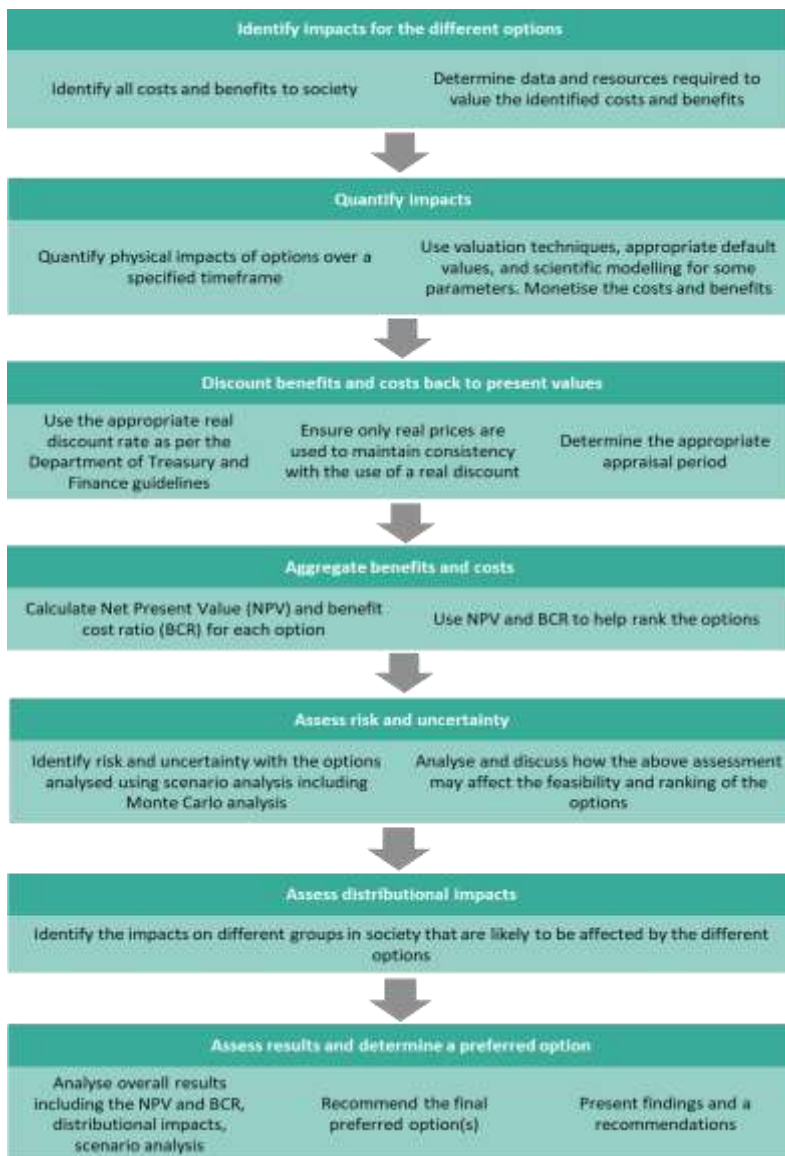 Identify impacts for the different options
Identify all costs and benefits to society
Determine data and resources required to
value the identified costs and benefits
Quantify impacts
Quantify physical impacts of options over a
specified timeframe
Use valuation techniques, appropriate default
values, and scientific modelling for some
parameters. Monetise the costs and benefits
Discount benefits and costs back to present values
Use the appropriate real
discount rate as per the
Department of Treasury and
Finance guidelines
Ensure only real prices are
used to maintain consistency
with the use of a real discount
Determine the appropriate
appraisal period
Aggregate benefits and costs
Calculate Net Present Value (NPV) and benefit
cost ratio (BCR) for each option
Use NPV and BCR to help rank the options
Assess risk and uncertainty
Identify risk and uncertainty with the options
analysed using scenario analysis including
Monte Carlo analysis
Analyse and discuss how the above assessment
may affect the feasibility and ranking of the
options
Assess distributional impacts
Identify the impacts on different groups in society that are likely to be affected by the different
options
Assess results and determine a preferred option
Analyse overall results
including the NPV and BCR,
distributional impacts,
scenario analysis
Recommend the final
preferred option(s)
Present findings and a
recommendations